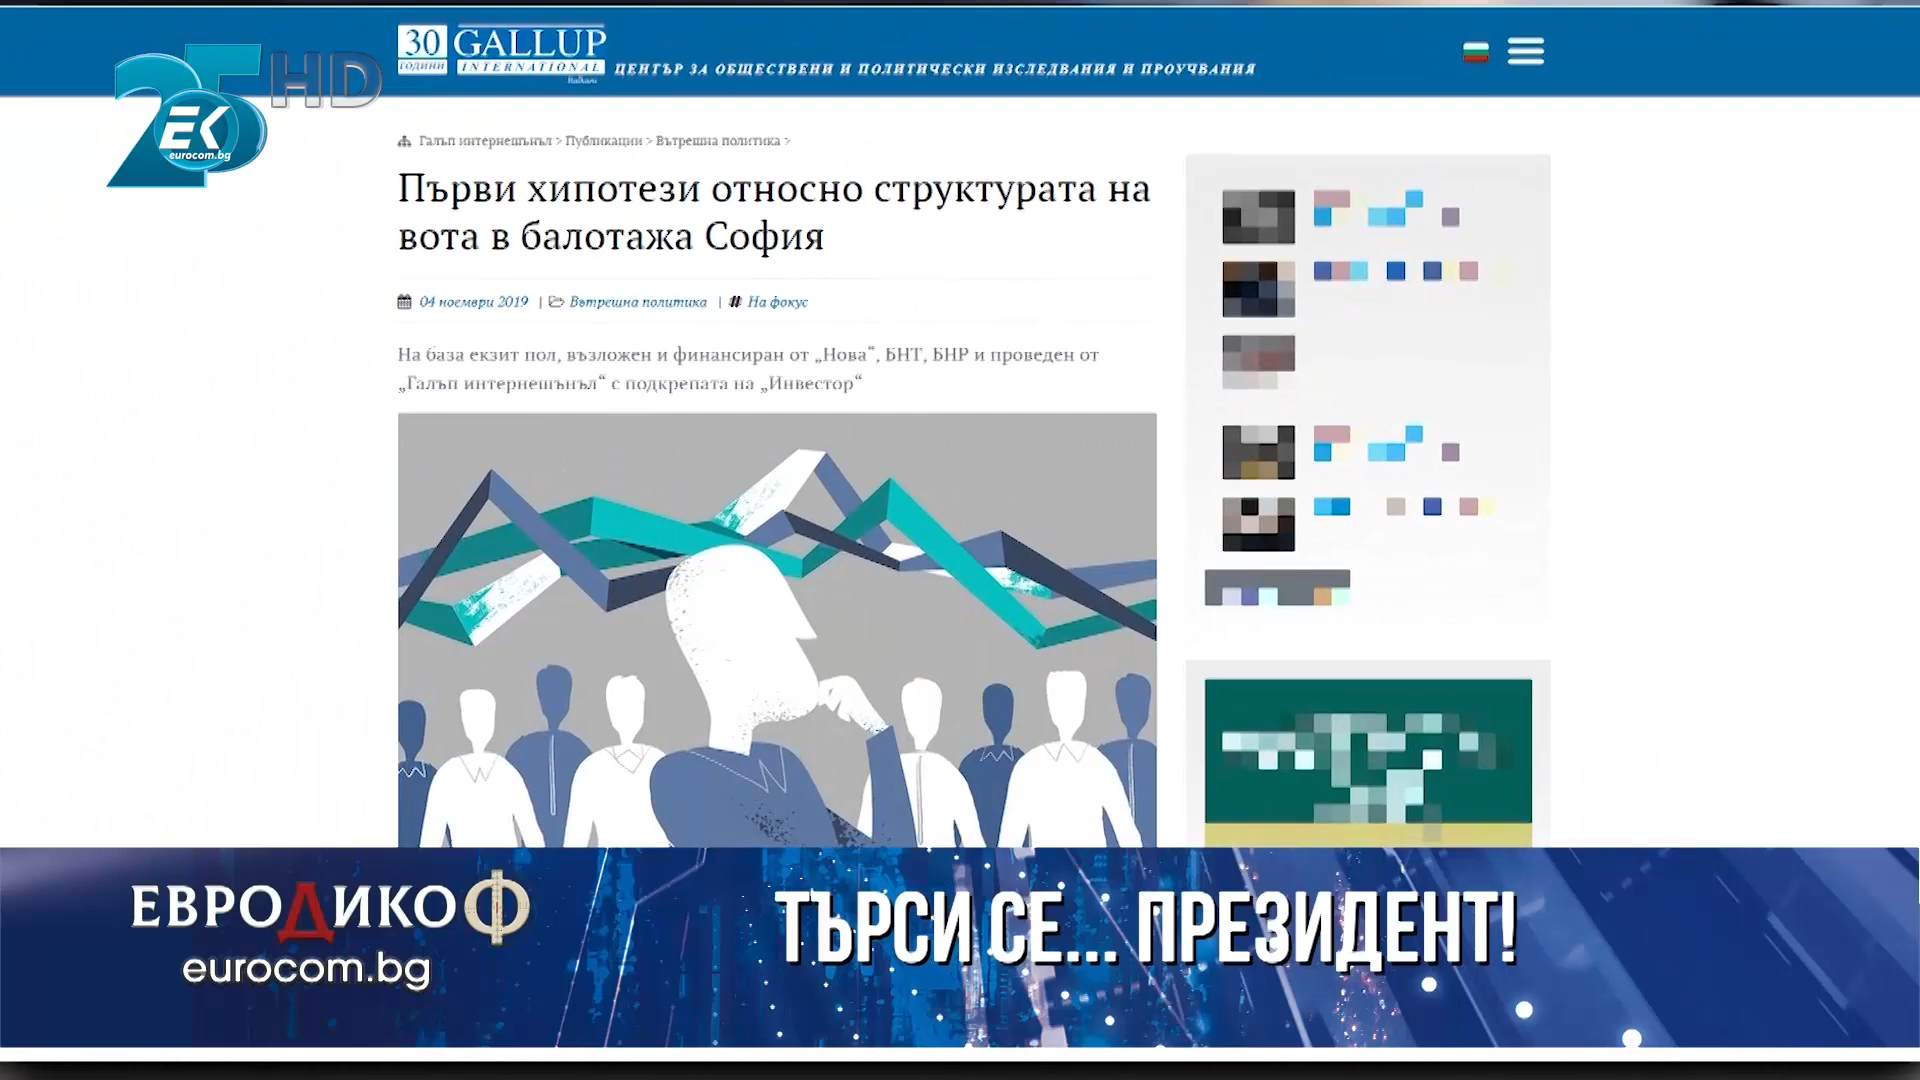 30
ГОДИНИ
GALLUP
INTERNATIONAL
Balkan
ЦЕНТЪР ЗА ОБЩЕСТВЕНИ И ПОЛИТИЧЕСКИ ИЗСЛЕДВАНИЯ И ПРОУЧВАНИЯ
25 HD
EK
eurocom.bg
Галъп интернешънъл > Публикации > Вътрешна политика >
Първи хипотези относно структурата на
вота в балотажа София
04 ноември 2019 | Вътрешна политика | # На фокус
На база екзит пол, възложен и финансиран от „Нова“, БНТ, БНР и проведен от
„Галъп интернешънъл“ с подкрепата на „Инвестор“
ЕВРОДИКОФ
eurocom.bg
ТЪРСИ СЕ... ПРЕЗИДЕНТ!